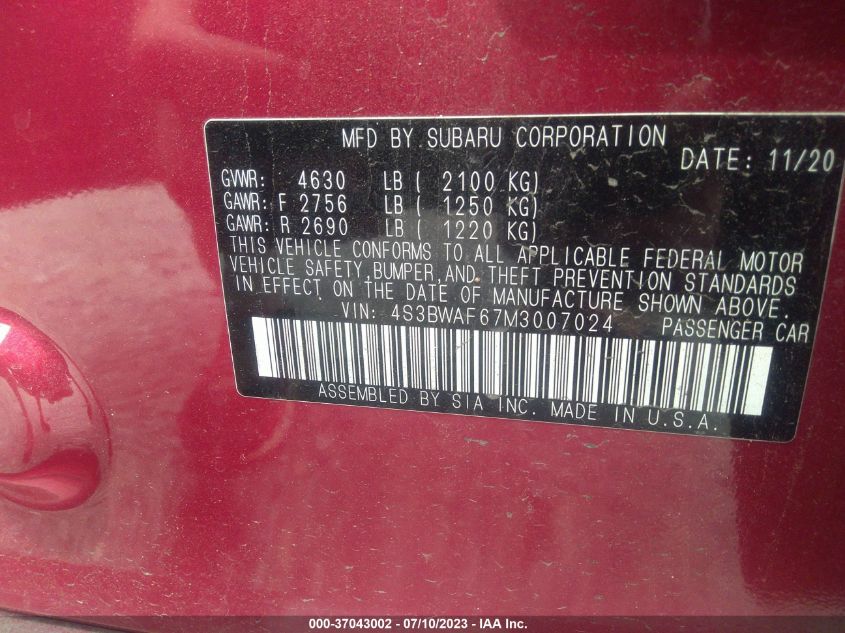 MFD BY SUBARU CORPORATION
DATE: 11/20
GVWR: 4630 LB ( 2100 KG)
GAWR: F 2756 LB ( 1250 KG)
GAWR: R 2690 LB ( 1220 KG)
THIS VEHICLE CONFORMS TO ALL APPLICABLE FEDERAL MOTOR
VEHICLE SAFETY, BUMPER, AND THEFT PREVENTION STANDARDS
IN EFFECT ON THE DATE OF MANUFACTURE SHOWN ABOVE.
VIN: 4S3BWAF67M3007024 PASSENGER CAR
ASSEMBLED BY SIA INC. MADE IN U.S.A.
000-37043002 - 07/10/2023 - IAA Inc.